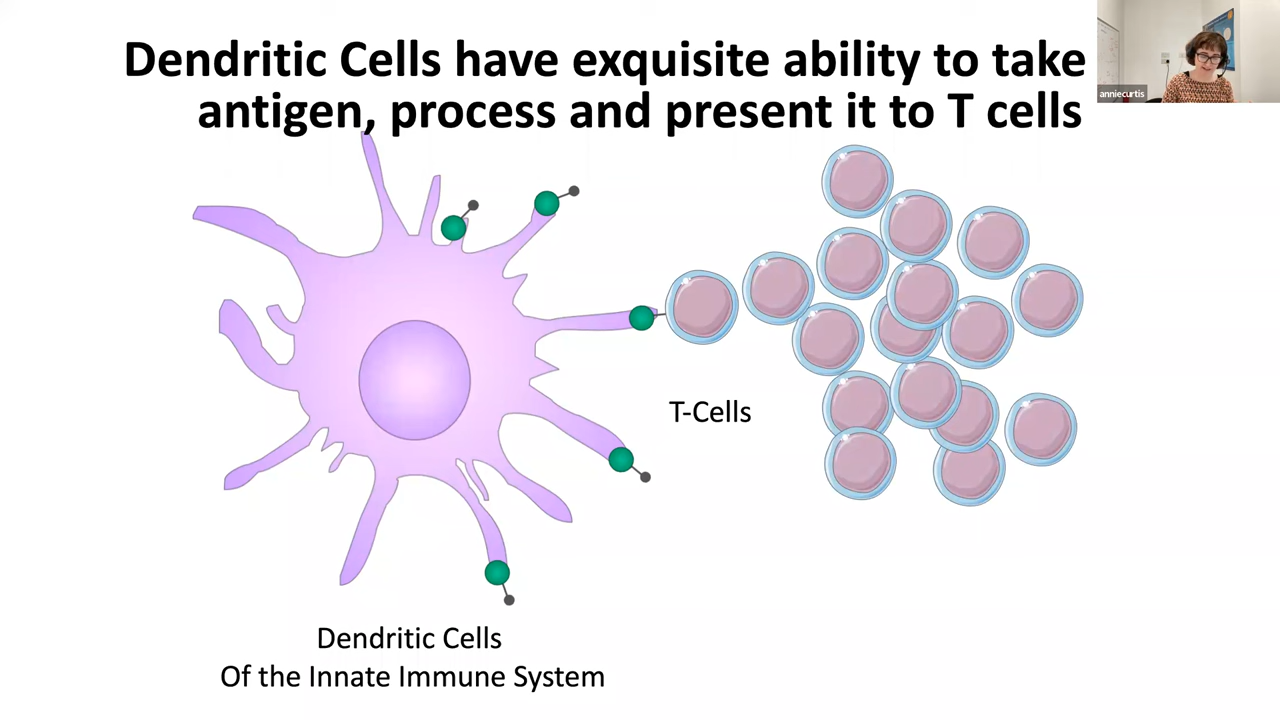 Dendritic Cells have exquisite ability to take
antigen, process and present it to T cells
anniecurtis
T-Cells
Dendritic Cells
Of the Innate Immune System